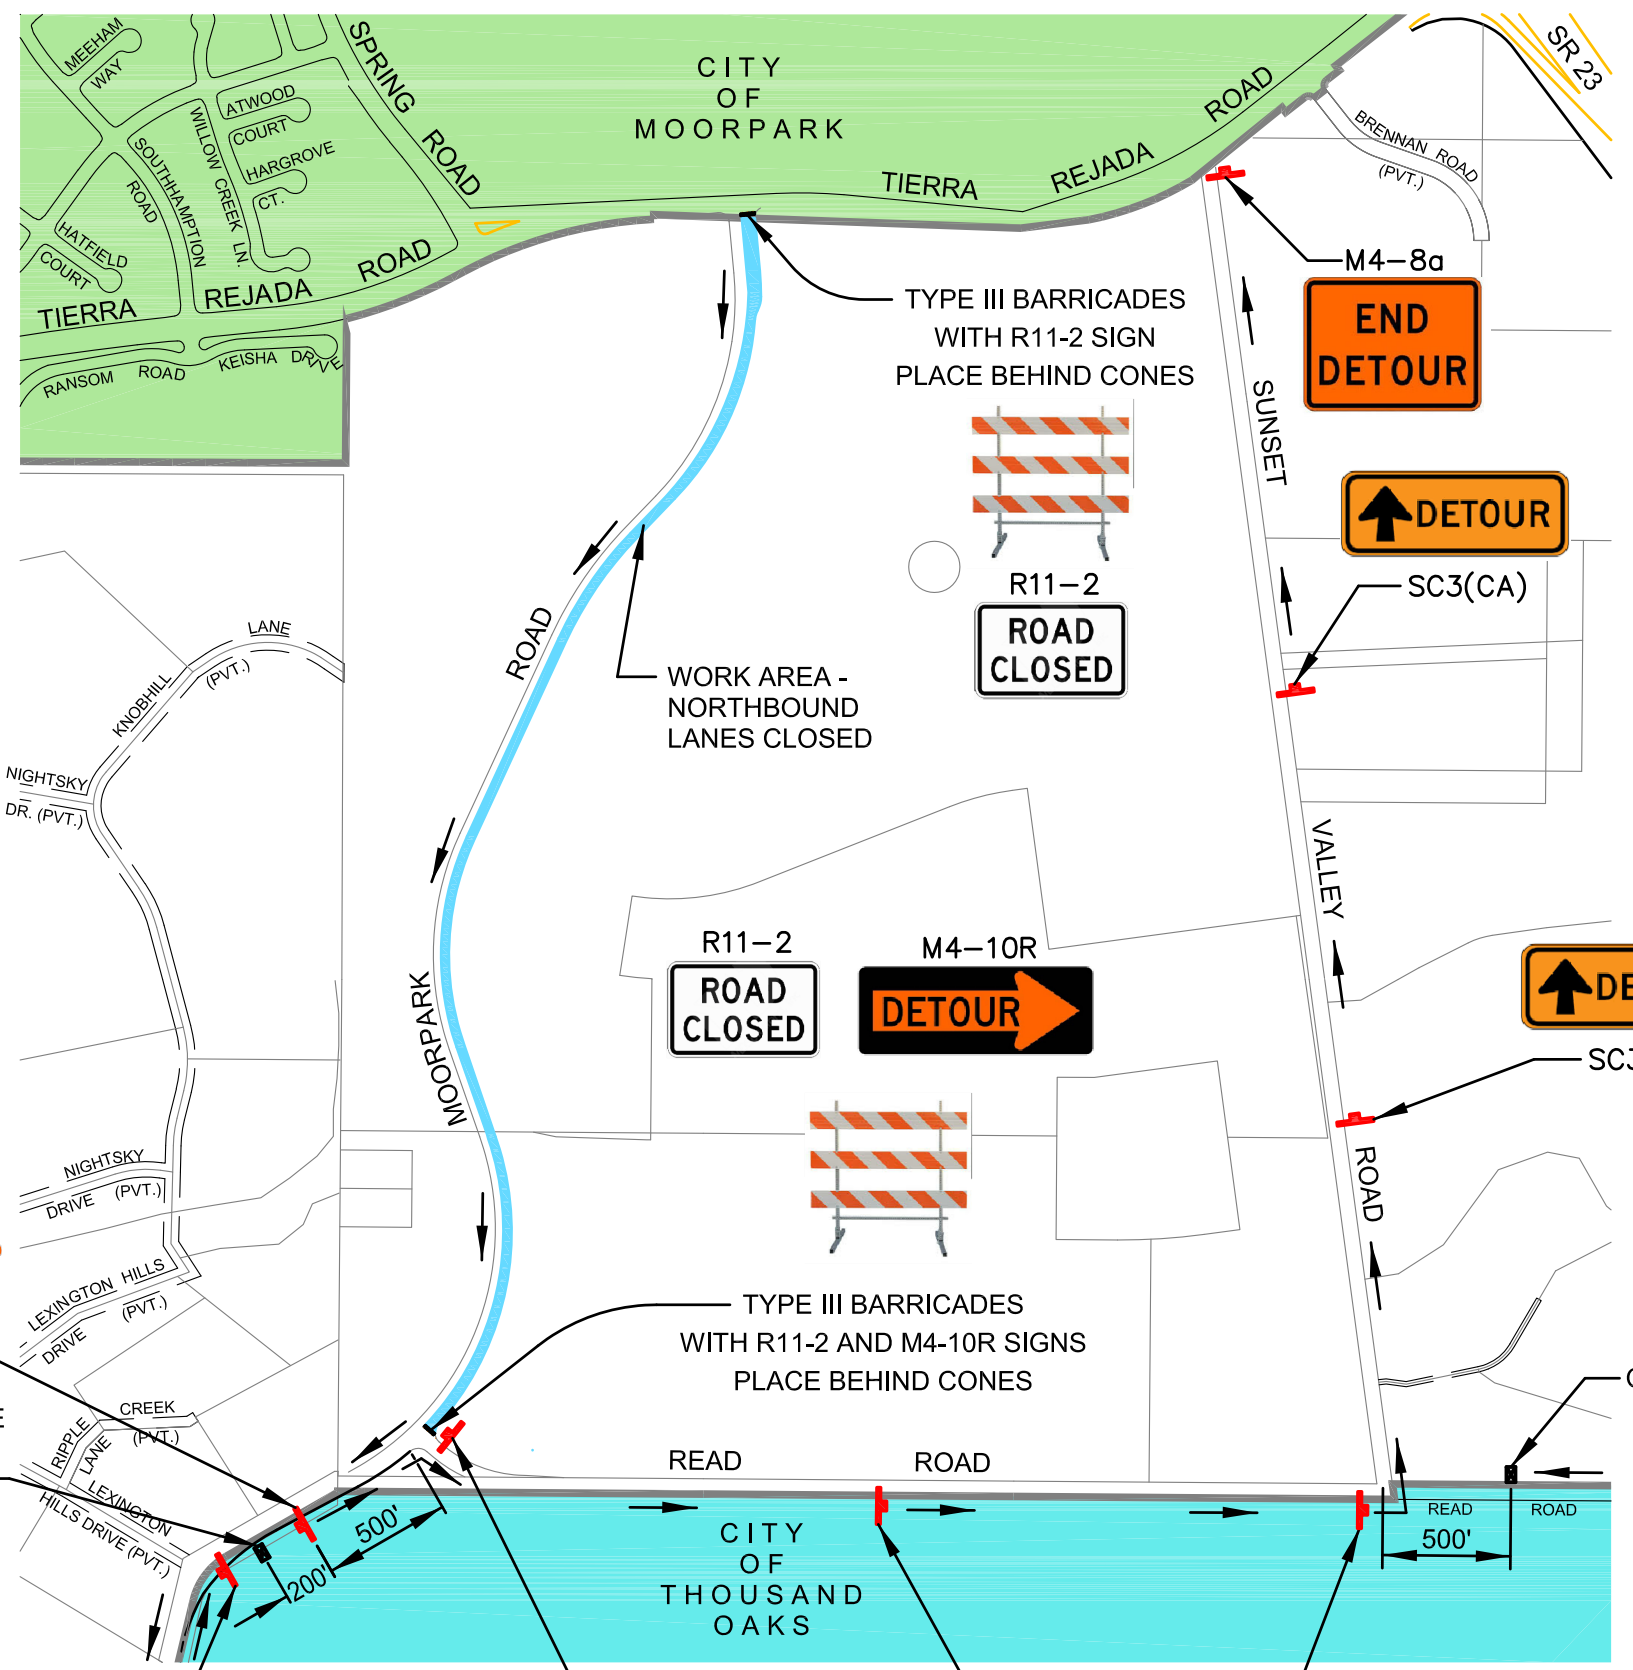 CITY
OF
MOORPARK
SR 23
MEEHAM
WAY
SPRING ROAD
ATWOOD
COURT
HARGROVE
CT.
WILLOW CREEK LN.
SOUTHHAMPTION
ROAD
HATFIELD
COURT
TIERRA REJADA ROAD
TIERRA REJADA ROAD
RANSOM ROAD
KEISHA DRIVE
BRENNAN ROAD
(PVT.)
M4-8a
END
DETOUR
TYPE III BARRICADES
WITH R11-2 SIGN
PLACE BEHIND CONES
R11-2
ROAD
CLOSED
DETOUR
SC3(CA)
SUNSET VALLEY ROAD
MOORPARK ROAD
WORK AREA -
NORTHBOUND
LANES CLOSED
KNOBHILL LANE
(PVT.)
NIGHTSKY
DR. (PVT.)
R11-2
ROAD
CLOSED
M4-10R
DETOUR
DE
SC3
NIGHTSKY
DRIVE (PVT.)
LEXINGTON HILLS
DRIVE (PVT.)
TYPE III BARRICADES
WITH R11-2 AND M4-10R SIGNS
PLACE BEHIND CONES
RIPPLE CREEK
LANE (PVT.)
LEXINGTON
HILLS DRIVE (PVT.)
READ ROAD
READ ROAD
500'
200'
500'
CITY
OF
THOUSAND
OAKS